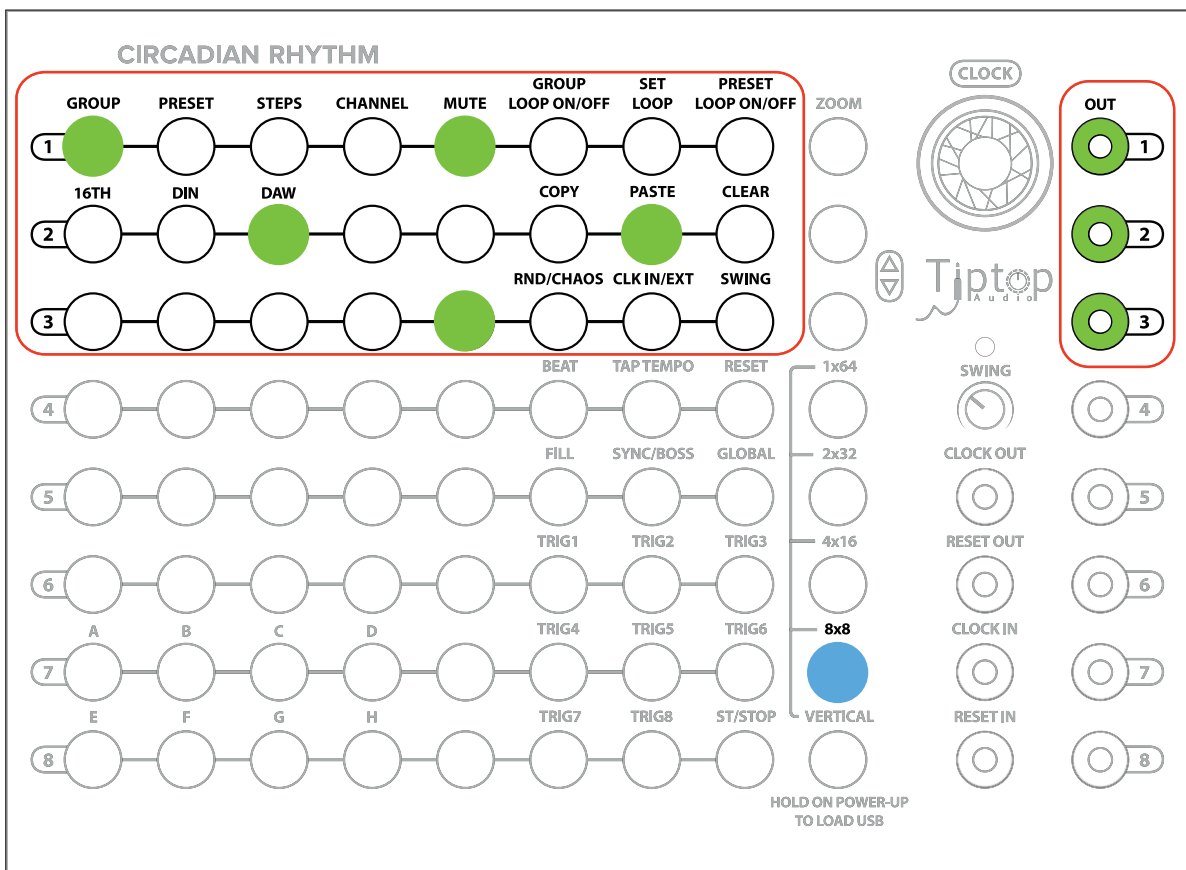 CIRCADIAN RHYTHM
CLOCK
GROUP PRESET STEPS CHANNEL MUTE GROUP LOOP ON/OFF SET LOOP PRESET LOOP ON/OFF ZOOM OUT
1 1
16TH DIN DAW COPY PASTE CLEAR
2 2
Tiptop
Audio
RND/CHAOS CLK IN/EXT SWING
3 3
BEAT TAP TEMPO RESET 1x64 SWING
4 4
FILL SYNC/BOSS GLOBAL 2x32 CLOCK OUT
5 5
TRIG1 TRIG2 TRIG3 4x16 RESET OUT
6 6
A B C D TRIG4 TRIG5 TRIG6 8x8 CLOCK IN
7 7
E F G H TRIG7 TRIG8 ST/STOP VERTICAL RESET IN
8 8
HOLD ON POWER-UP
TO LOAD USB